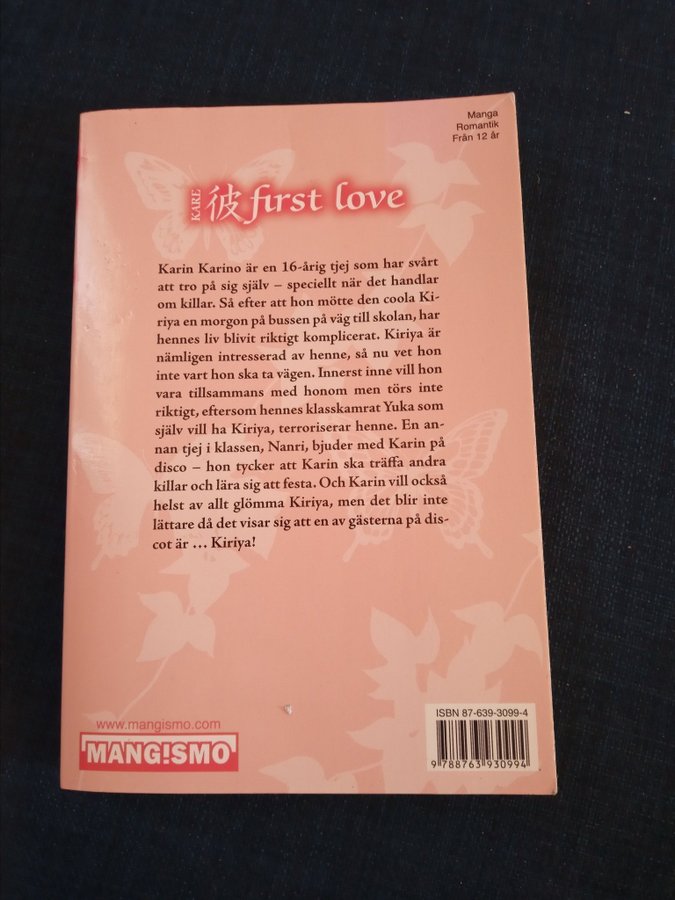 Manga
Romantik
Från 12 år
KARE 彼 first love
Karin Karino är en 16-årig tjej som har svårt
att tro på sig själv – speciellt när det handlar
om killar. Så efter att hon mötte den coola Ki-
riya en morgon på bussen på väg till skolan, har
hennes liv blivit riktigt komplicerat. Kiriya är
nämligen intresserad av henne, så nu vet hon
inte vart hon ska ta vägen. Innerst inne vill hon
vara tillsammans med honom men törs inte
riktigt, eftersom hennes klasskamrat Yuka som
själv vill ha Kiriya, terroriserar henne. En an-
nan tjej i klassen, Nanri, bjuder med Karin på
disco – hon tycker att Karin ska träffa andra
killar och lära sig att festa. Och Karin vill också
helst av allt glömma Kiriya, men det blir inte
lättare då det visar sig att en av gästerna på dis-
cot är … Kiriya!
www.mangismo.com
MANG!SMO
ISBN 87-639-3099-4
9 788763 930994